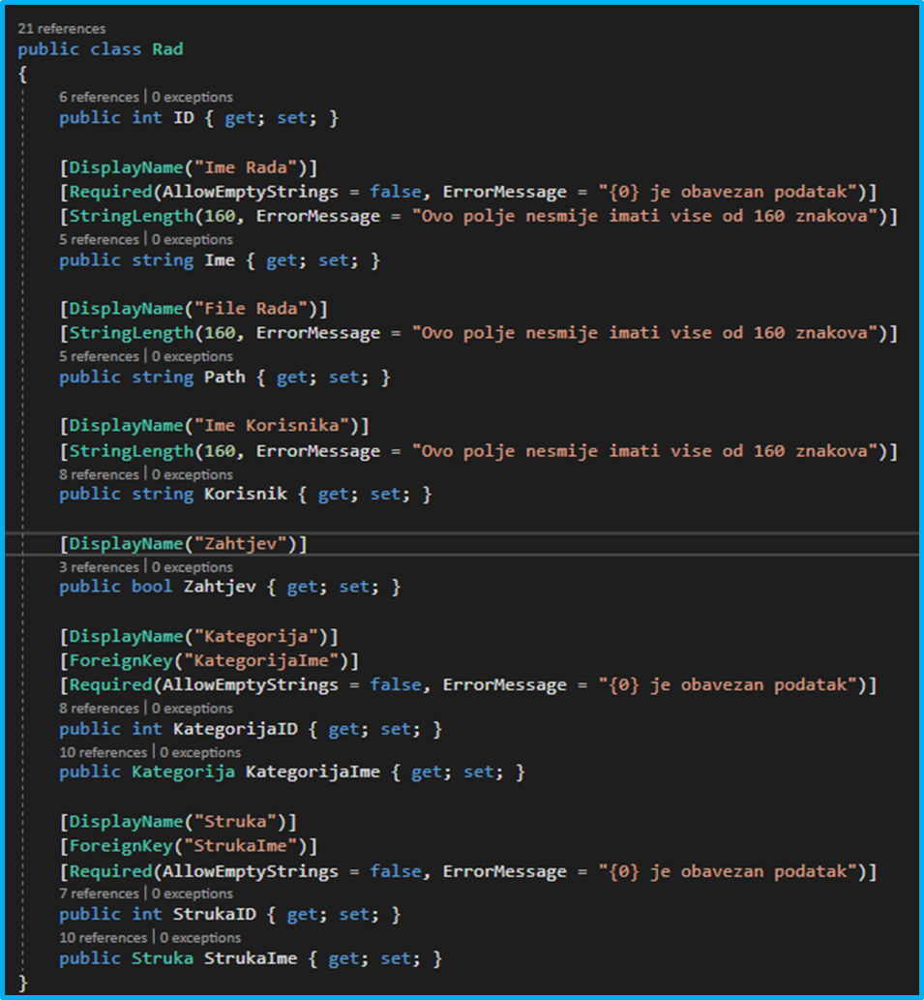 21 references
public class Rad
{
6 references | 0 exceptions
public int ID { get; set; }
[DisplayName("Ime Rada")]
[Required(AllowEmptyStrings = false, ErrorMessage = "{0} je obavezan podatak")]
[StringLength(160, ErrorMessage = "Ovo polje nesmije imati vise od 160 znakova")]
5 references | 0 exceptions
public string Ime { get; set; }
[DisplayName("File Rada")]
[StringLength(160, ErrorMessage = "Ovo polje nesmije imati vise od 160 znakova")]
5 references | 0 exceptions
public string Path { get; set; }
[DisplayName("Ime Korisnika")]
[StringLength(160, ErrorMessage = "Ovo polje nesmije imati vise od 160 znakova")]
8 references | 0 exceptions
public string Korisnik { get; set; }
[DisplayName("Zahtjev")]
3 references | 0 exceptions
public bool Zahtjev { get; set; }
[DisplayName("Kategorija")]
[ForeignKey("KategorijaIme")]
[Required(AllowEmptyStrings = false, ErrorMessage = "{0} je obavezan podatak")]
8 references | 0 exceptions
public int KategorijaID { get; set; }
10 references | 0 exceptions
public Kategorija KategorijaIme { get; set; }
[DisplayName("Struka")]
[ForeignKey("StrukaIme")]
[Required(AllowEmptyStrings = false, ErrorMessage = "{0} je obavezan podatak")]
7 references | 0 exceptions
public int StrukaID { get; set; }
10 references | 0 exceptions
public Struka StrukaIme { get; set; }
}